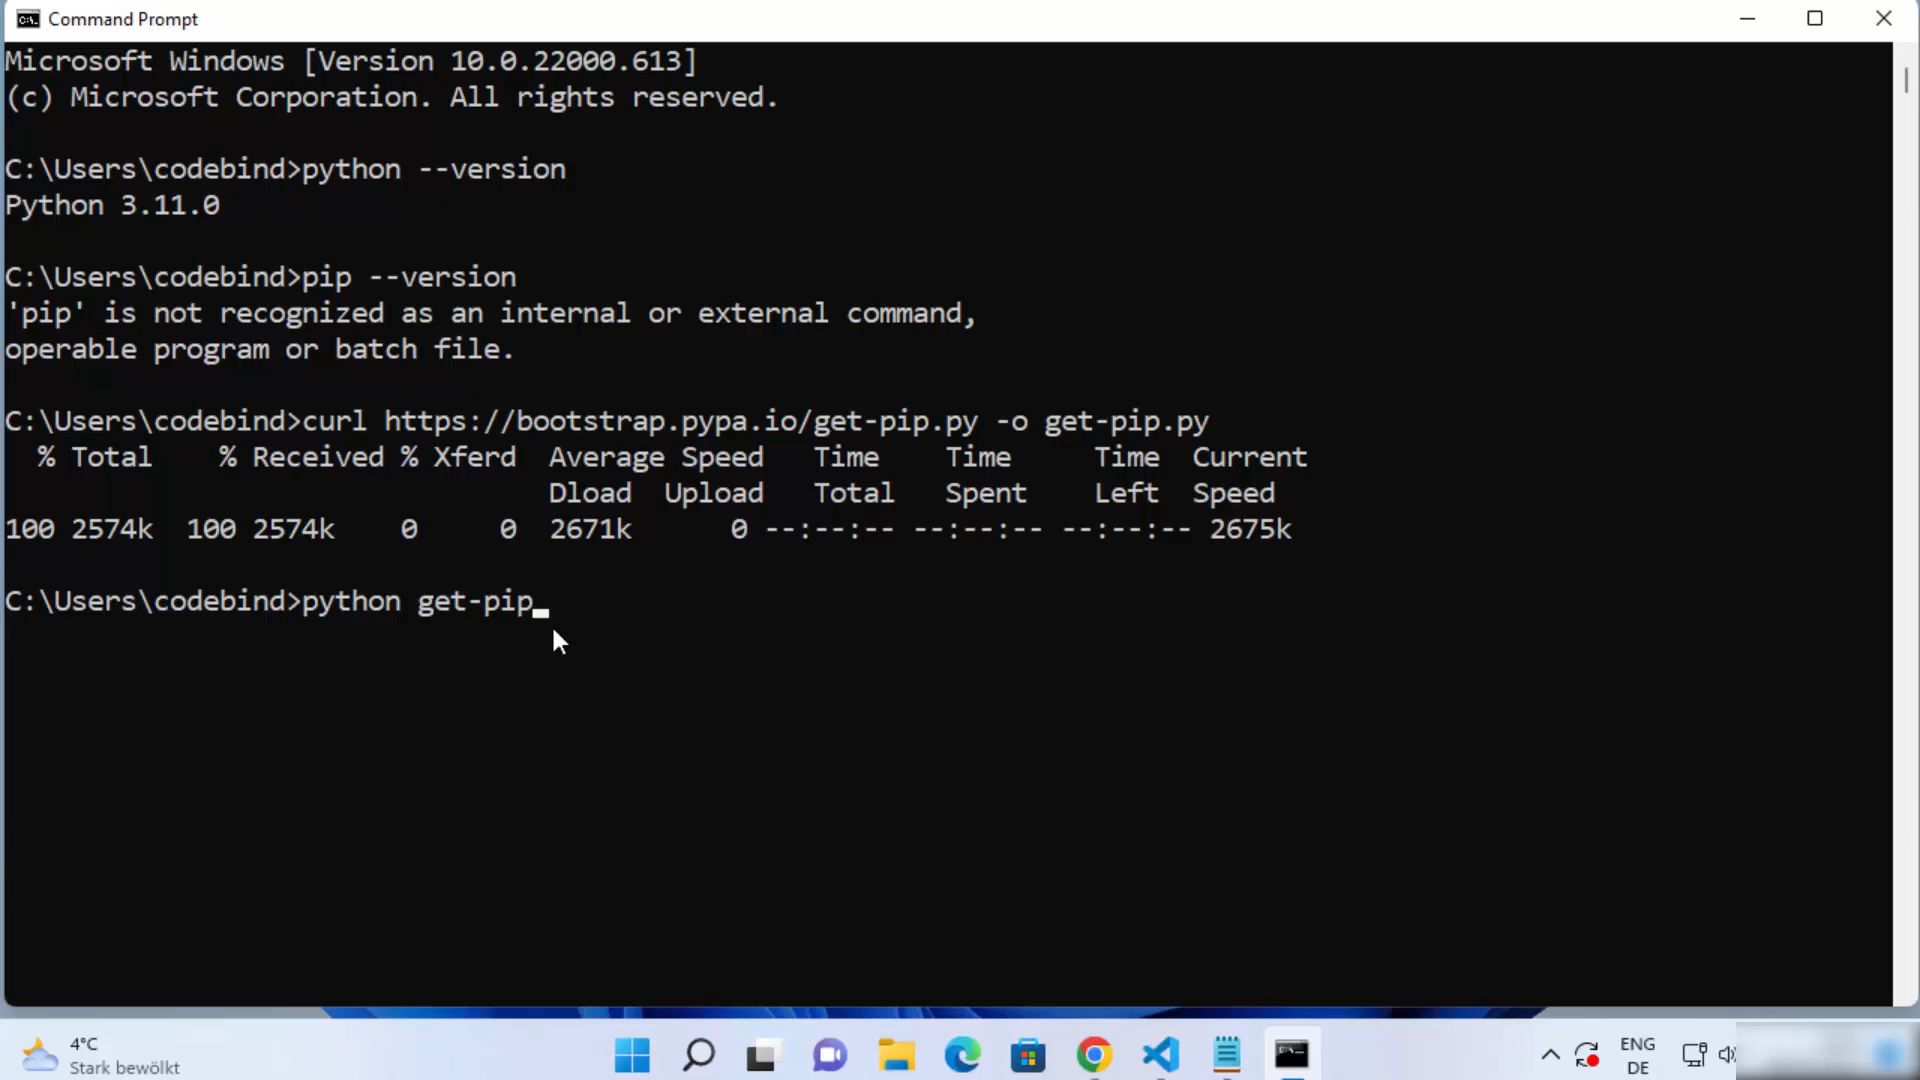 Command Prompt
Microsoft Windows [Version 10.0.22000.613]
(c) Microsoft Corporation. All rights reserved.
C:\Users\codebind>python --version
Python 3.11.0
C:\Users\codebind>pip --version
'pip' is not recognized as an internal or external command,
operable program or batch file.
C:\Users\codebind>curl https://bootstrap.pypa.io/get-pip.py -o get-pip.py
  % Total    % Received % Xferd  Average Speed   Time    Time     Time  Current
                                 Dload  Upload   Total   Spent    Left  Speed
100 2574k  100 2574k    0     0  2671k      0 --:--:-- --:--:-- --:--:-- 2675k
C:\Users\codebind>python get-pip
4°C
Stark bewölkt
ENG
DE